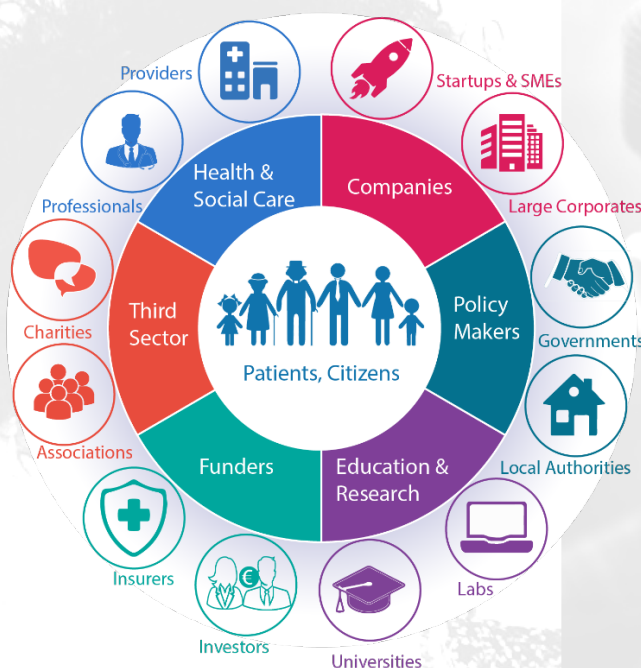 Providers
Startups & SMEs
Professionals
Health &
Social Care
Companies
Large Corporates
Charities
Third
Sector
Policy
Makers
Governments
Patients, Citizens
Associations
Funders
Education &
Research
Local Authorities
Insurers
€
Investors
Labs
Universities